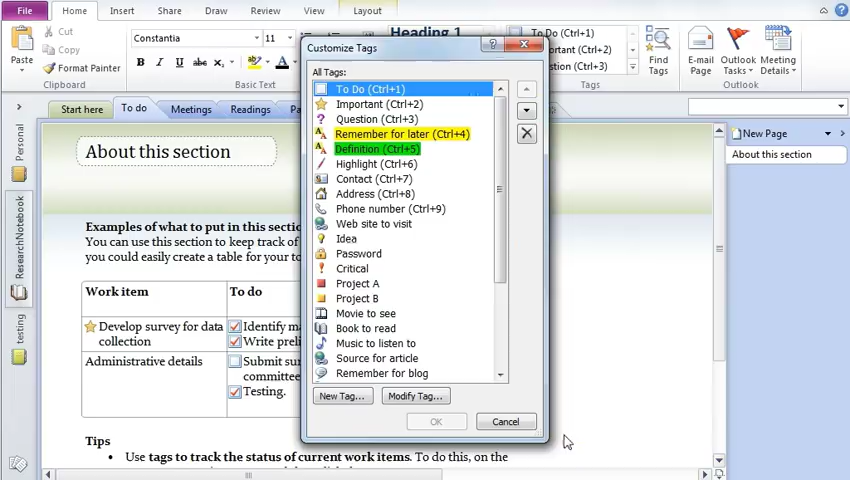 File
Home
Insert
Share
Draw
Review
View
Layout
Paste
Cut
Copy
Format Painter
Clipboard
Constantia
11
B I U abc
Basic Text
Heading 1
To Do (Ctrl+1)
Important (Ctrl+2)
Question (Ctrl+3)
Find
Tags
E-mail
Page
Outlook
Tasks
Meeting
Details
Start here
To do
Meetings
Readings
Personal
ResearchNotebook
testing
New Page
About this section
About this section
Examples of what to put in this section
You can use this section to keep track of
you could easily create a table for your to
Work item
To do
Develop survey for data
collection
Identify
Write
Administrative details
Submit
committee
Testing.
Tips
Use tags to track the status of current work items. To do this, on the
Customize Tags
All Tags:
To Do (Ctrl+1)
Important (Ctrl+2)
Question (Ctrl+3)
Remember for later (Ctrl+4)
Definition (Ctrl+5)
Highlight (Ctrl+6)
Contact (Ctrl+7)
Address (Ctrl+8)
Phone number (Ctrl+9)
Web site to visit
Idea
Password
Critical
Project A
Project B
Movie to see
Book to read
Music to listen to
Source for article
Remember for blog
New Tag...
Modify Tag...
OK
Cancel